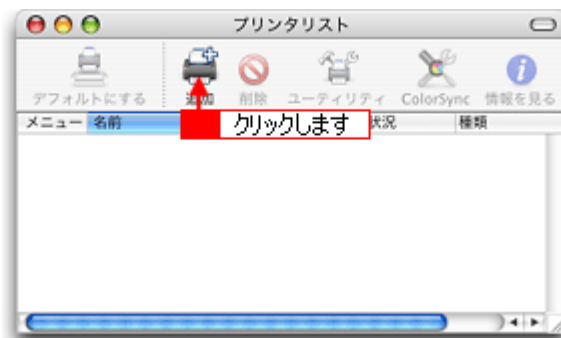 プリンタリスト
デフォルトにする 追加 削除 ユーティリティ ColorSync 情報を見る
メニュー 名前 状況 種類
クリックします